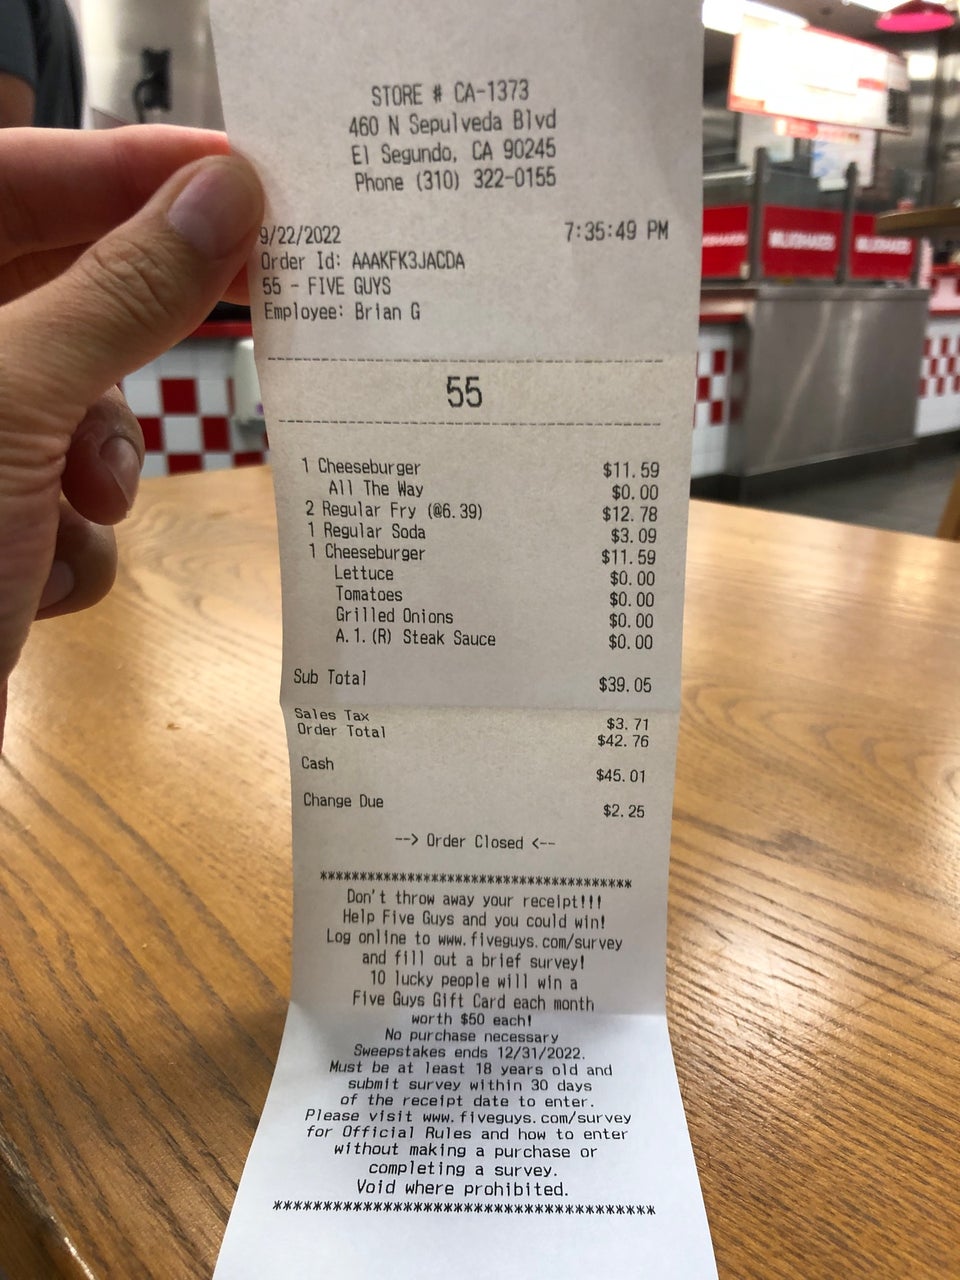 STORE # CA-1373
460 N Sepulveda Blvd
El Segundo, CA 90245
Phone (310) 322-0155
9/22/2022 7:35:49 PM
Order Id: AAAKFK3JACDA
55 - FIVE GUYS
Employee: Brian G
55
1 Cheeseburger $11.59
All The Way $0.00
2 Regular Fry (@6.39) $12.78
1 Regular Soda $3.09
1 Cheeseburger $11.59
Lettuce $0.00
Tomatoes $0.00
Grilled Onions $0.00
A.1.(R) Steak Sauce $0.00
Sub Total $39.05
Sales Tax $3.71
Order Total $42.76
Cash $45.01
Change Due $2.25
--> Order Closed <--
***************************************
Don't throw away your receipt!!!
Help Five Guys and you could win!
Log online to www.fiveguys.com/survey
and fill out a brief survey!
10 lucky people will win a
Five Guys Gift Card each month
worth $50 each!
No purchase necessary
Sweepstakes ends 12/31/2022.
Must be at least 18 years old and
submit survey within 30 days
of the receipt date to enter.
Please visit www.fiveguys.com/survey
for Official Rules and how to enter
without making a purchase or
completing a survey.
Void where prohibited.
***************************************
MILKSHAKES
MILKSHAKES